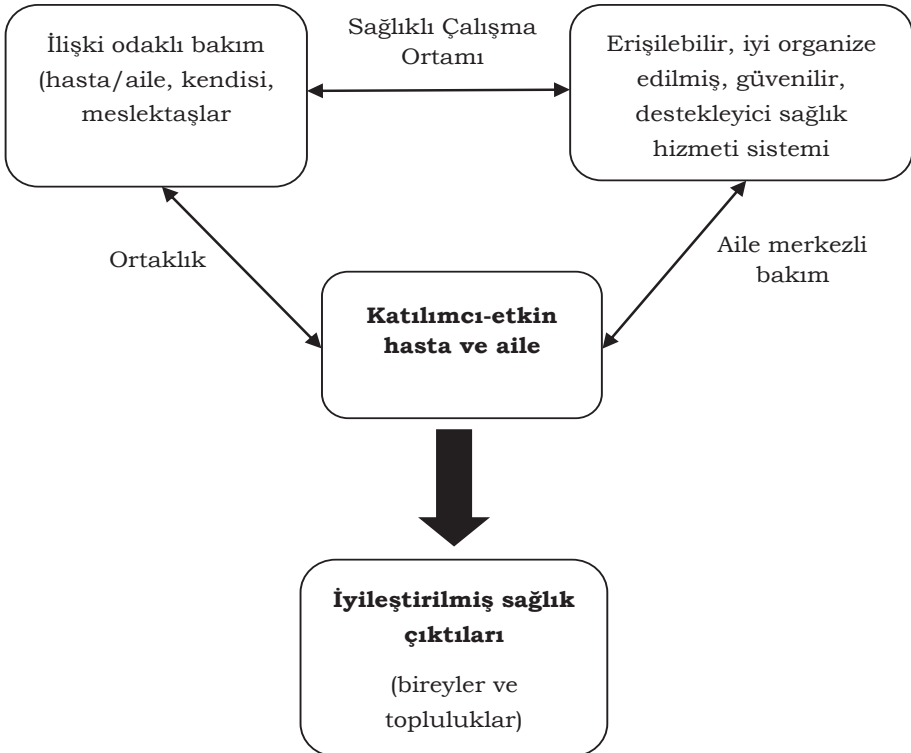 İlişki odaklı bakım
(hasta/aile, kendisi,
meslektaşlar
Sağlıklı Çalışma
Ortamı
Erişilebilir, iyi organize
edilmiş, güvenilir,
destekleyici sağlık
hizmeti sistemi
Ortaklık
Aile merkezli
bakım
Katılımcı-etkin
hasta ve aile
İyileştirilmiş sağlık
çıktıları
(bireyler ve
topluluklar)